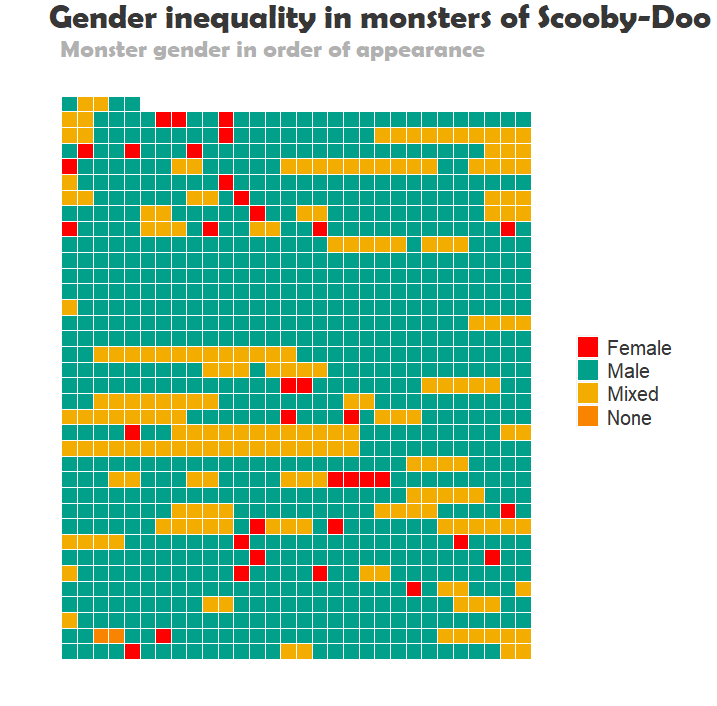 Gender inequality in monsters of Scooby-Doo
Monster gender in order of appearance
Female
Male
Mixed
None